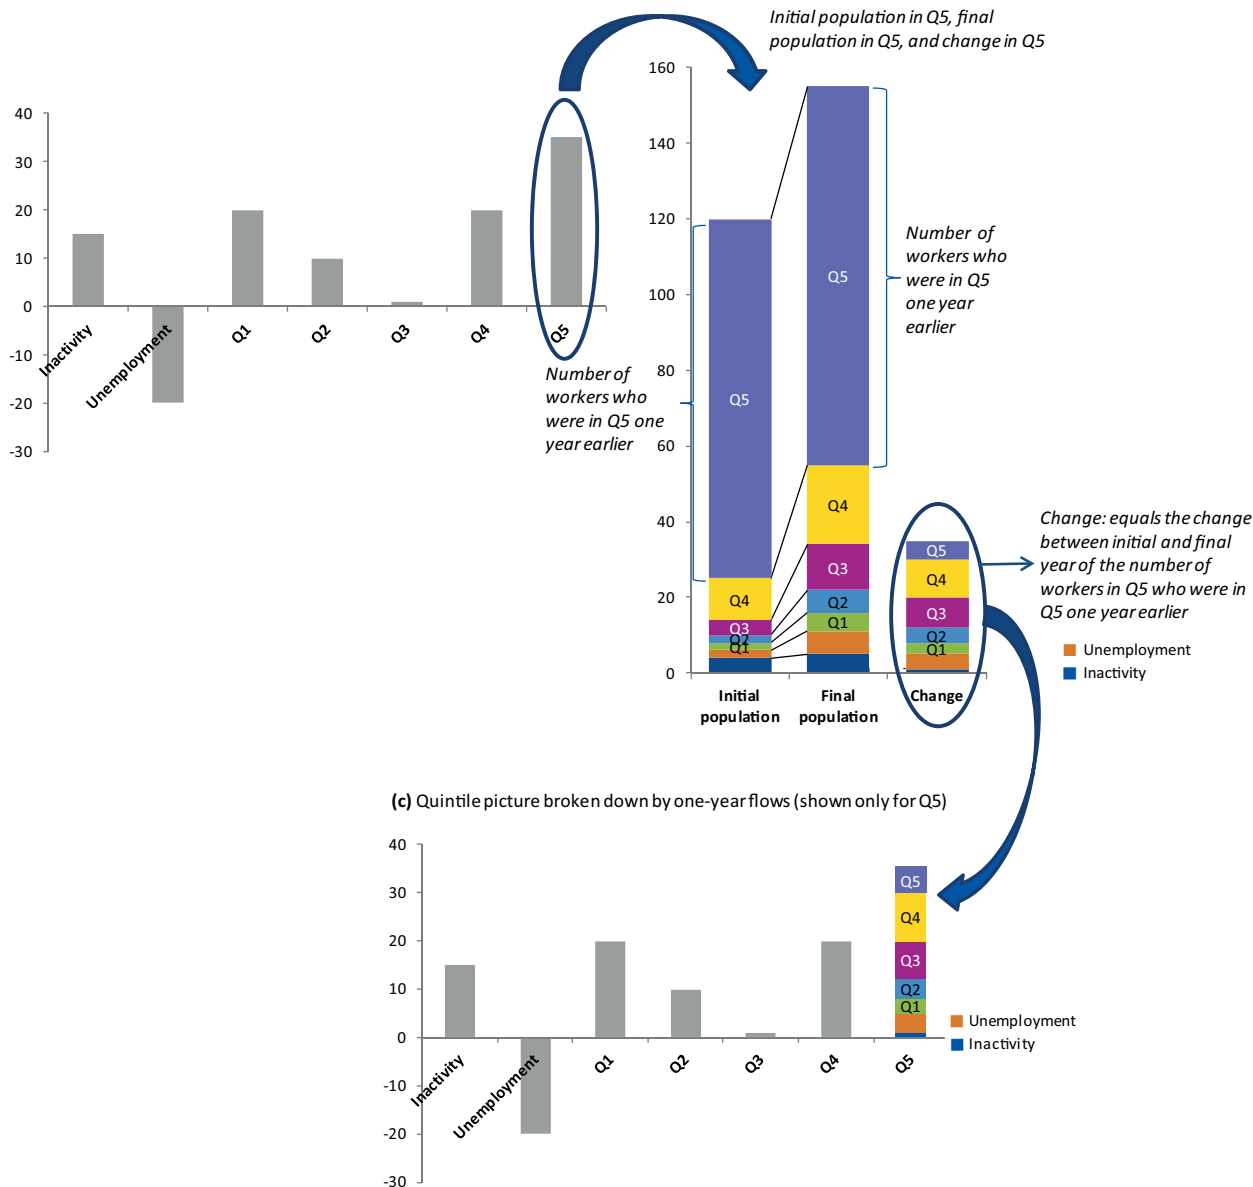 Initial population in Q5, final
population in Q5, and change in Q5
40
30
20
10
0
-10
-20
-30
Inactivity
Unemployment
Q1
Q2
Q3
Q4
Q5
Number of
workers who
were in Q5 one
year earlier
160
140
120
100
80
60
40
20
0
Q5
Q4
Q3
Q2
Q1
Q5
Q4
Q3
Q2
Q1
Q5
Q4
Q3
Q2
Q1
Initial
population
Final
population
Change
Number of
workers who
were in Q5
one year
earlier
Change: equals the change
between initial and final
year of the number of
workers in Q5 who were in
Q5 one year earlier
Unemployment
Inactivity
(c) Quintile picture broken down by one-year flows (shown only for Q5)
40
30
20
10
0
-10
-20
-30
Inactivity
Unemployment
Q1
Q2
Q3
Q4
Q5
Q5
Q4
Q3
Q2
Q1
Unemployment
Inactivity